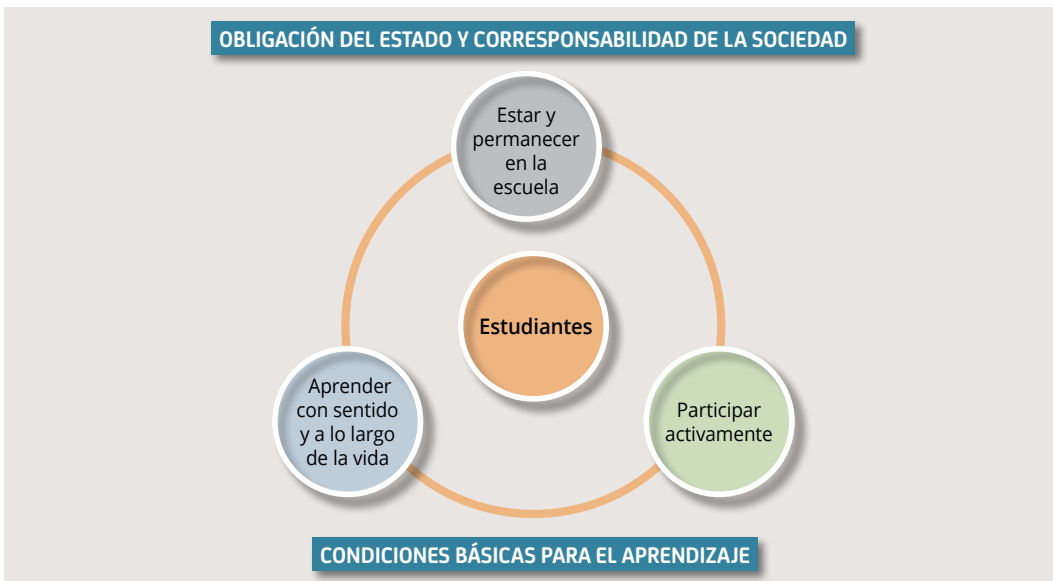 OBLIGACIÓN DEL ESTADO Y CORRESPONSABILIDAD DE LA SOCIEDAD
Estar y
permanecer
en la
escuela
Estudiantes
Aprender
con sentido
y a lo largo
de la vida
Participar
activamente
CONDICIONES BÁSICAS PARA EL APRENDIZAJE